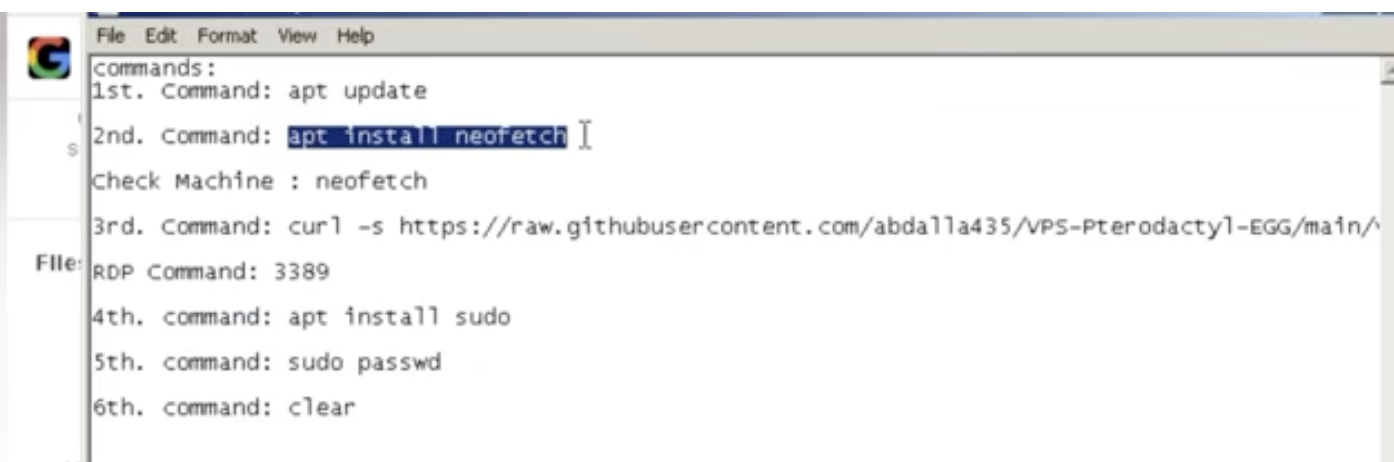 File Edit Format View Help
commands:
1st. Command: apt update
2nd. Command: apt install neofetch
Check Machine : neofetch
3rd. Command: curl -s https://raw.githubusercontent.com/abdalla435/VPS-Pterodactyl-EGG/main/
RDP Command: 3389
4th. command: apt install sudo
5th. command: sudo passwd
6th. command: clear
G
s
FIle